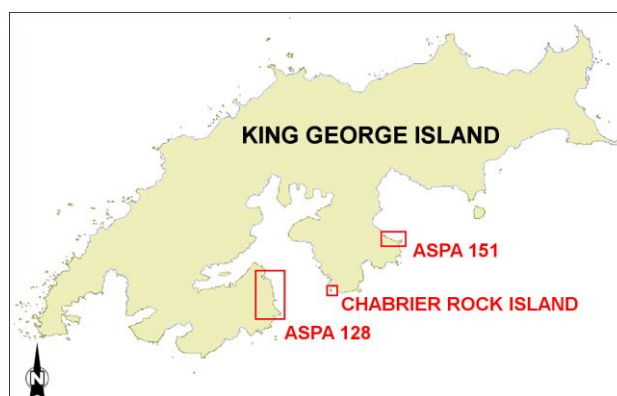 KING GEORGE ISLAND
ASPA 151
CHABRIER ROCK ISLAND
ASPA 128
N